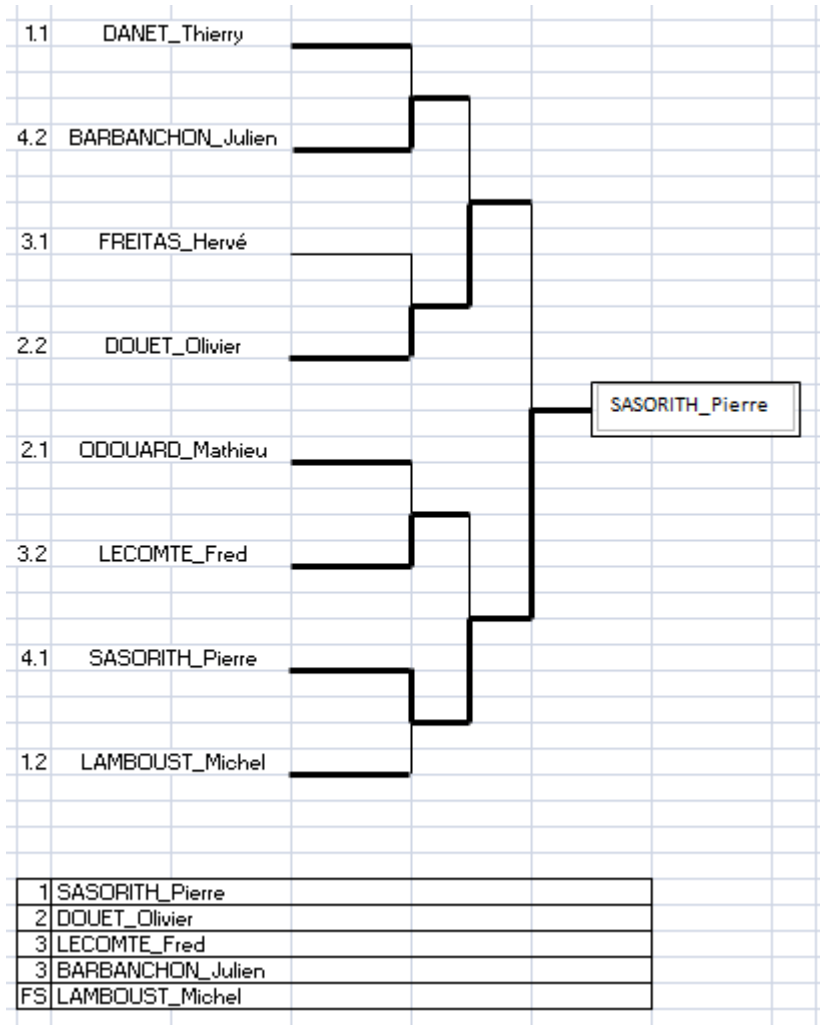 1.1 DANET_Thierry
4.2 BARBANCHON_Julien
3.1 FREITAS_Hervé
2.2 DOUET_Olivier
SASORITH_Pierre
2.1 ODOUARD_Mathieu
3.2 LECOMTE_Fred
4.1 SASORITH_Pierre
1.2 LAMBOUST_Michel
1 SASORITH_Pierre
2 DOUET_Olivier
3 LECOMTE_Fred
3 BARBANCHON_Julien
FS LAMBOUST_Michel